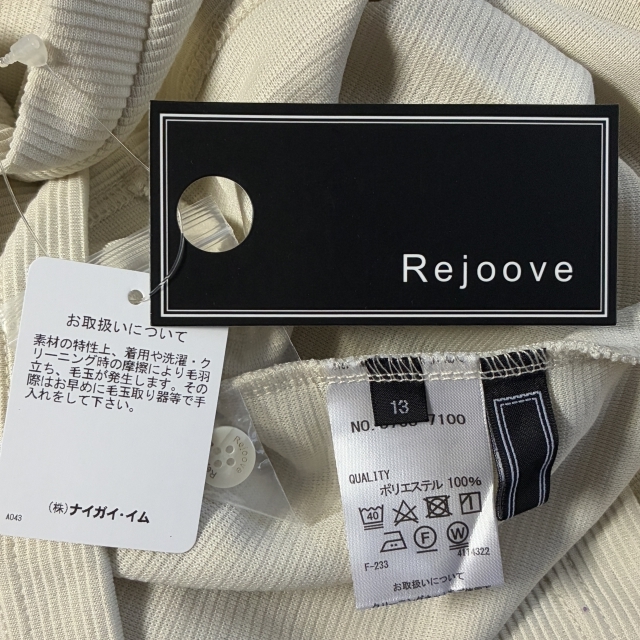 Rejoove
お取扱いについて
素材の特性上、着用や洗濯・ク
リーニング時の摩擦により毛羽
立ち、毛玉が発生します。その
際はお早めに毛玉取り器等で手
入れをして下さい。
A043
(株)ナイガイ・イム
13
7100
QUALITY
ポリエステル 100%
40
F
W
F-233
4114322
お取扱いについて
Rejoove